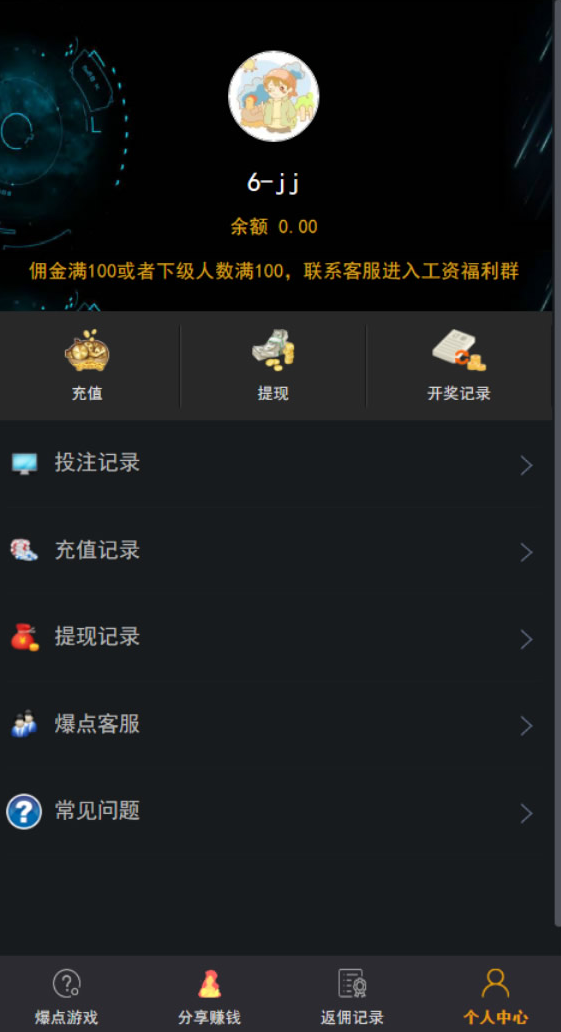 6-jj
余额 0.00
佣金满100或者下级人数满100，联系客服进入工资福利群
充值
提现
开奖记录
投注记录
充值记录
提现记录
爆点客服
常见问题
爆点游戏
分享赚钱
返佣记录
个人中心